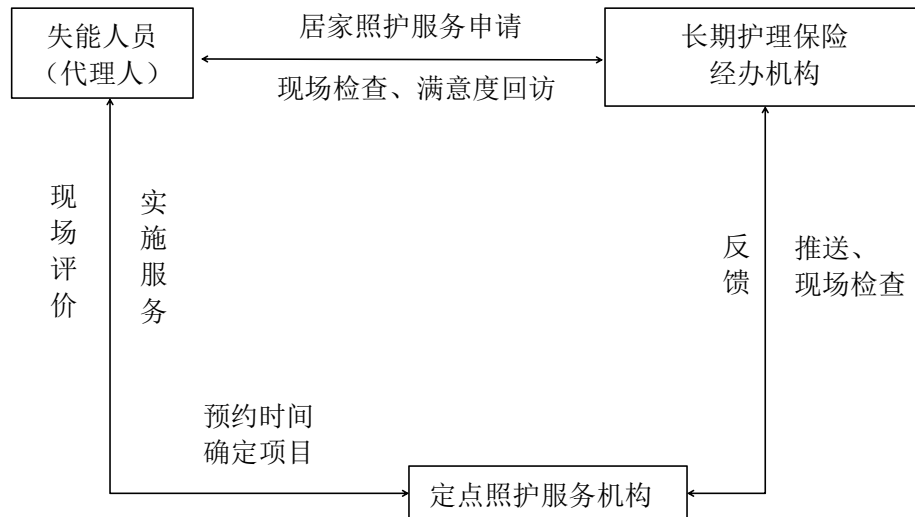 失能人员
（代理人）
居家照护服务申请
现场检查、满意度回访
长期护理保险
经办机构
现场评价
实施服务
反馈
推送、
现场检查
预约时间
确定项目
定点照护服务机构